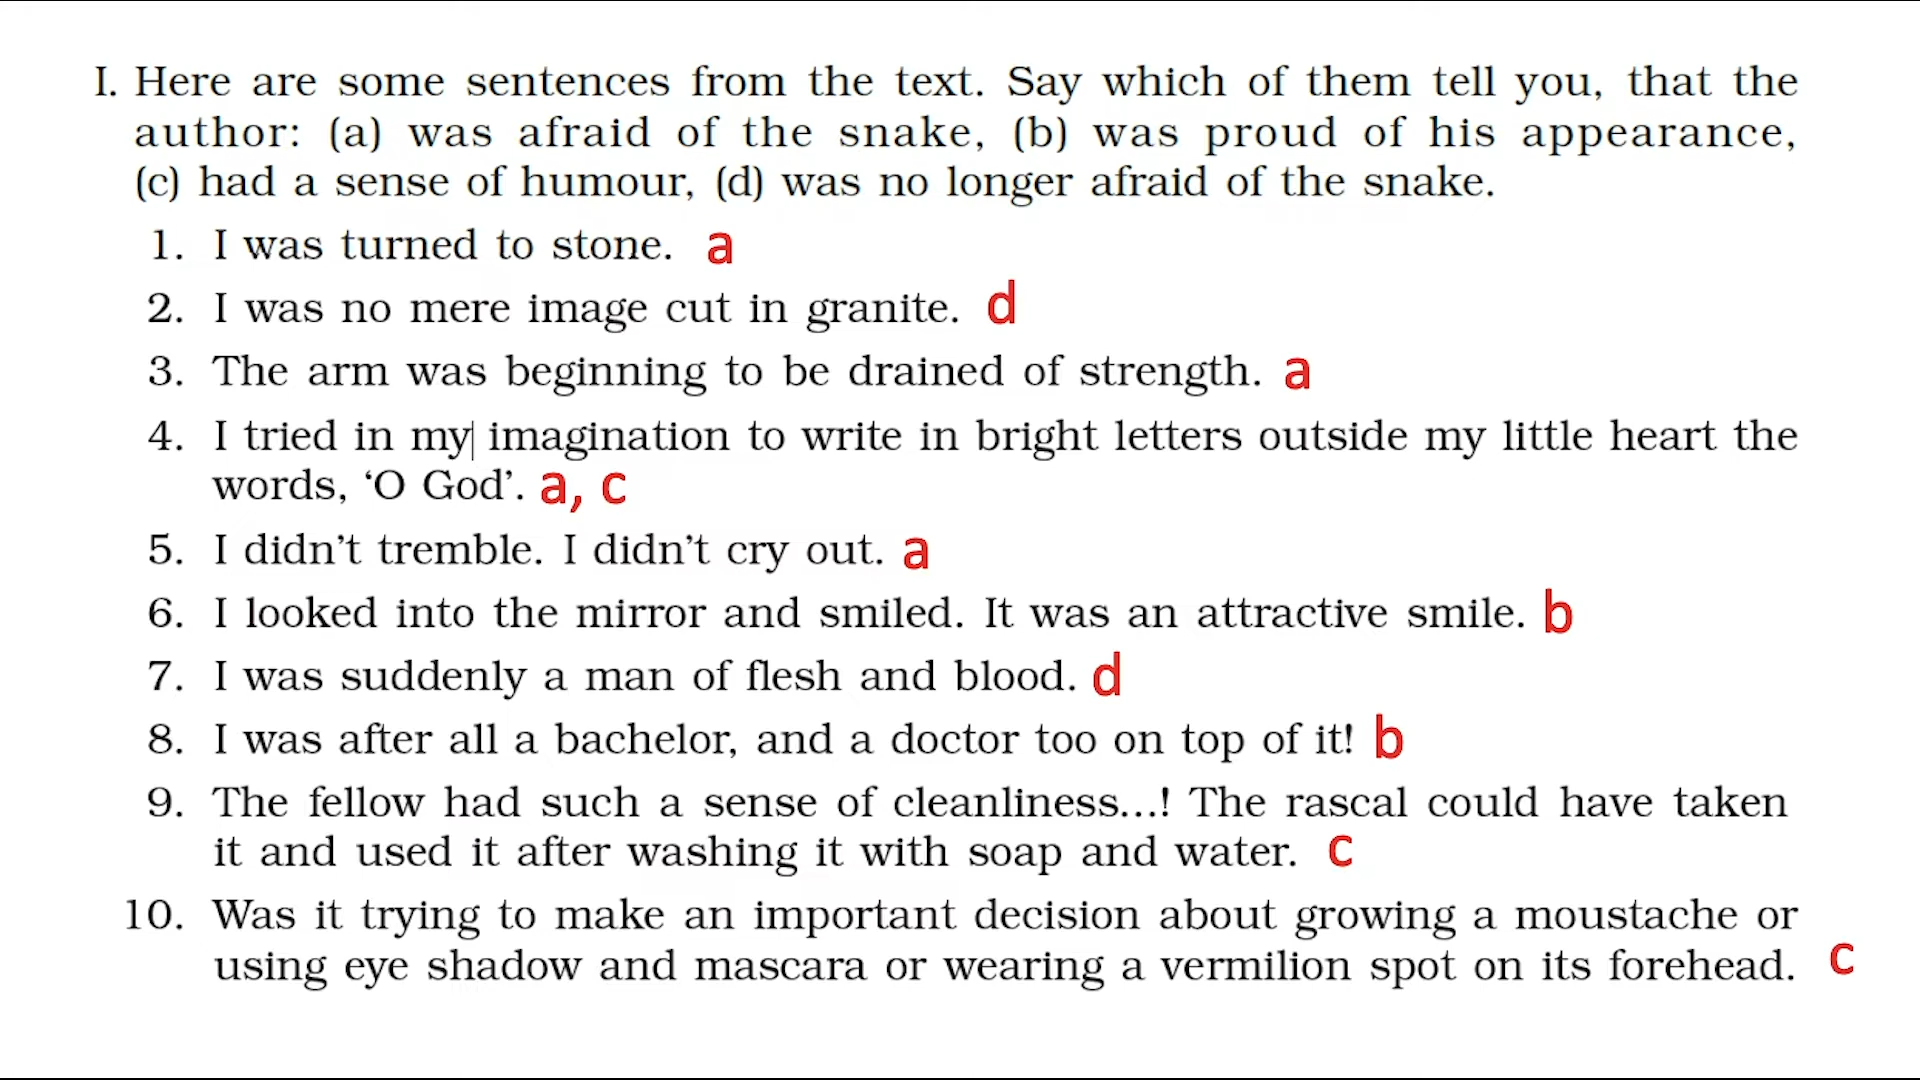 I. Here are some sentences from the text. Say which of them tell you, that the
author: (a) was afraid of the snake, (b) was proud of his appearance,
(c) had a sense of humour, (d) was no longer afraid of the snake.
1. I was turned to stone. a
2. I was no mere image cut in granite. d
3. The arm was beginning to be drained of strength. a
4. I tried in my imagination to write in bright letters outside my little heart the
words, ‘O God’. a, c
5. I didn’t tremble. I didn’t cry out. a
6. I looked into the mirror and smiled. It was an attractive smile. b
7. I was suddenly a man of flesh and blood. d
8. I was after all a bachelor, and a doctor too on top of it! b
9. The fellow had such a sense of cleanliness...! The rascal could have taken
it and used it after washing it with soap and water. c
10. Was it trying to make an important decision about growing a moustache or
using eye shadow and mascara or wearing a vermilion spot on its forehead. c